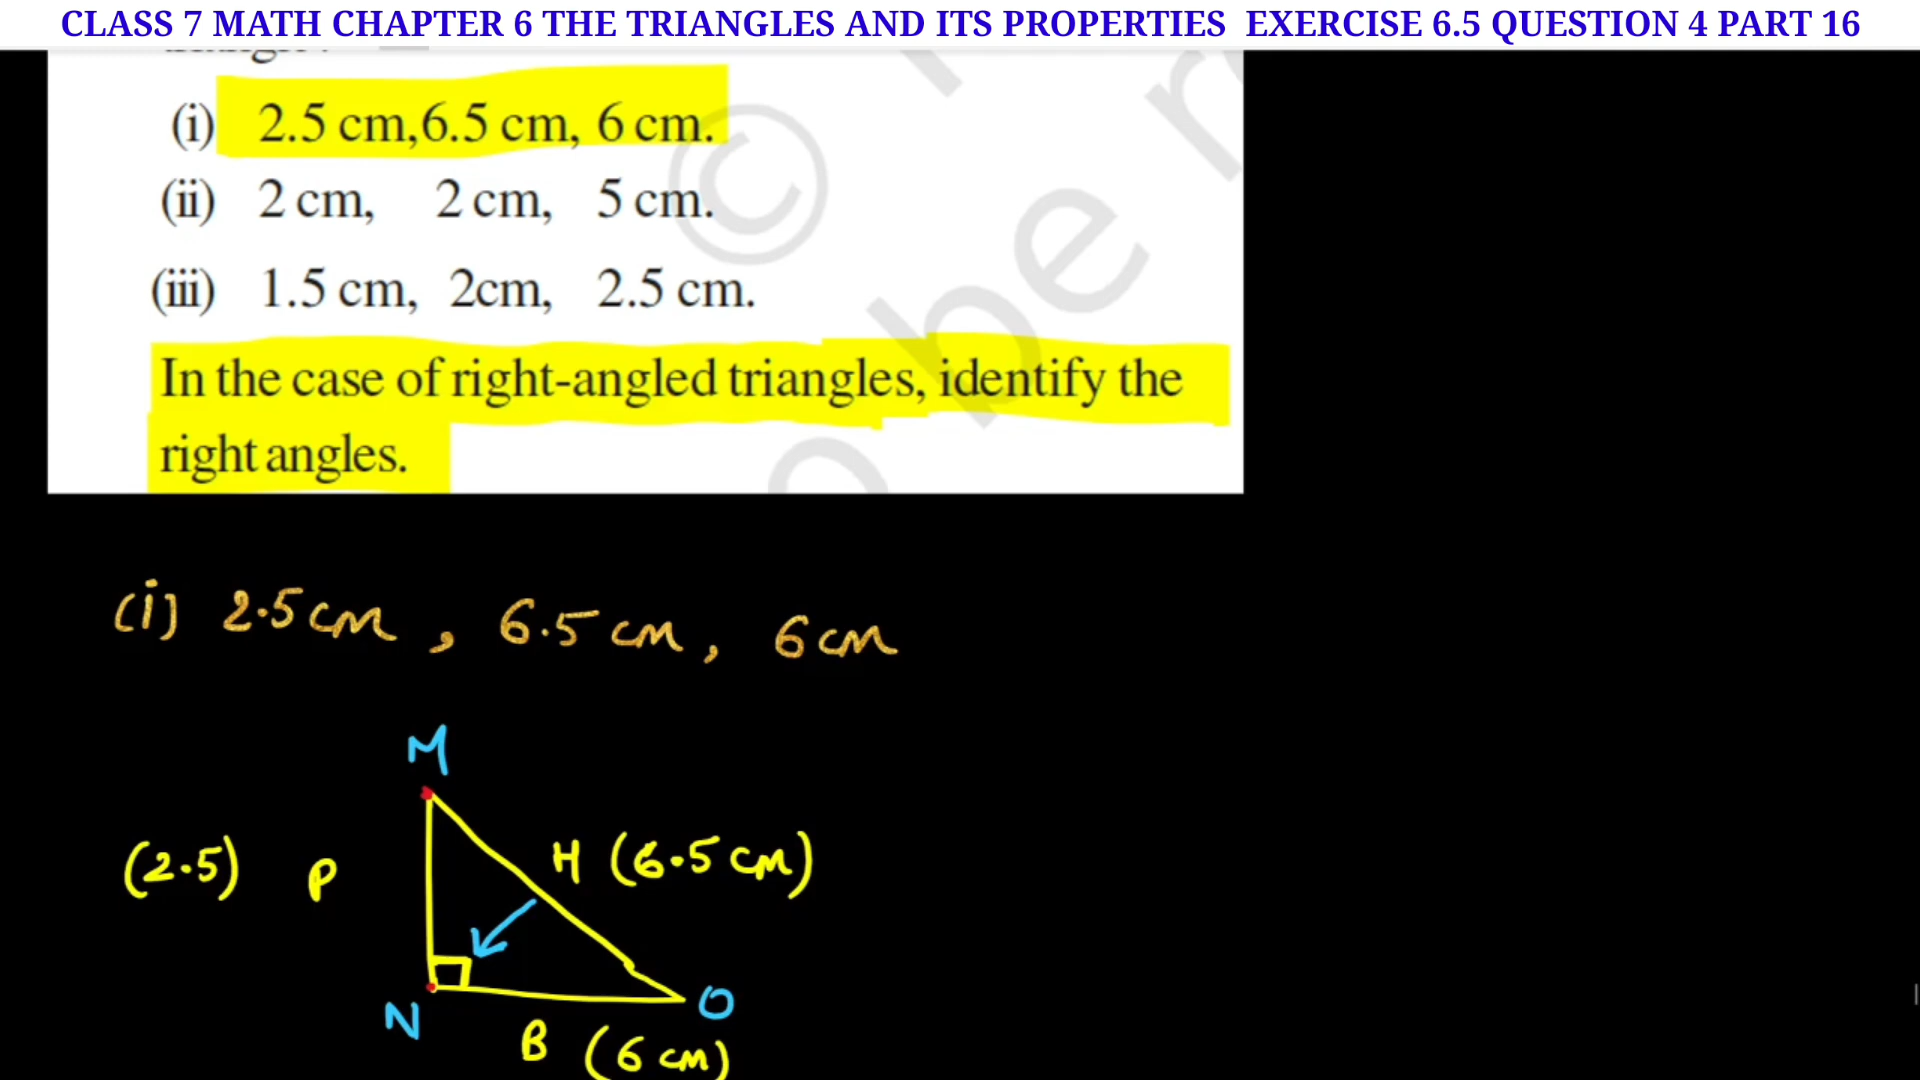 CLASS 7 MATH CHAPTER 6 THE TRIANGLES AND ITS PROPERTIES EXERCISE 6.5 QUESTION 4 PART 16
(i) 2.5 cm,6.5 cm, 6 cm.
(ii) 2 cm, 2 cm, 5 cm.
(iii) 1.5 cm, 2cm, 2.5 cm.
In the case of right-angled triangles, identify the
right angles.
(i) 2.5cm, 6.5 cm, 6 cm
M
(2.5) P H (6.5 cm)
N O
B (6 cm)